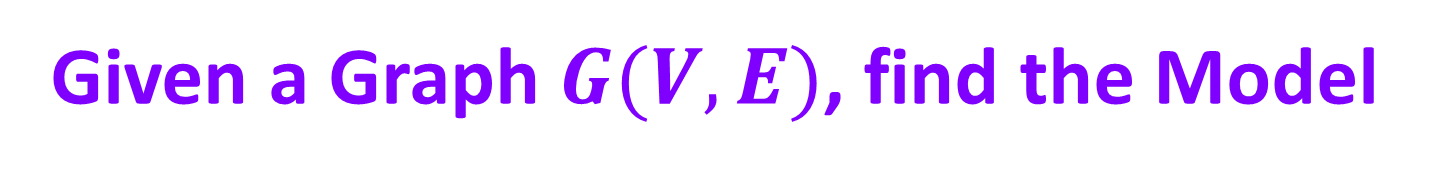 Given a Graph G(V, E), find the Model